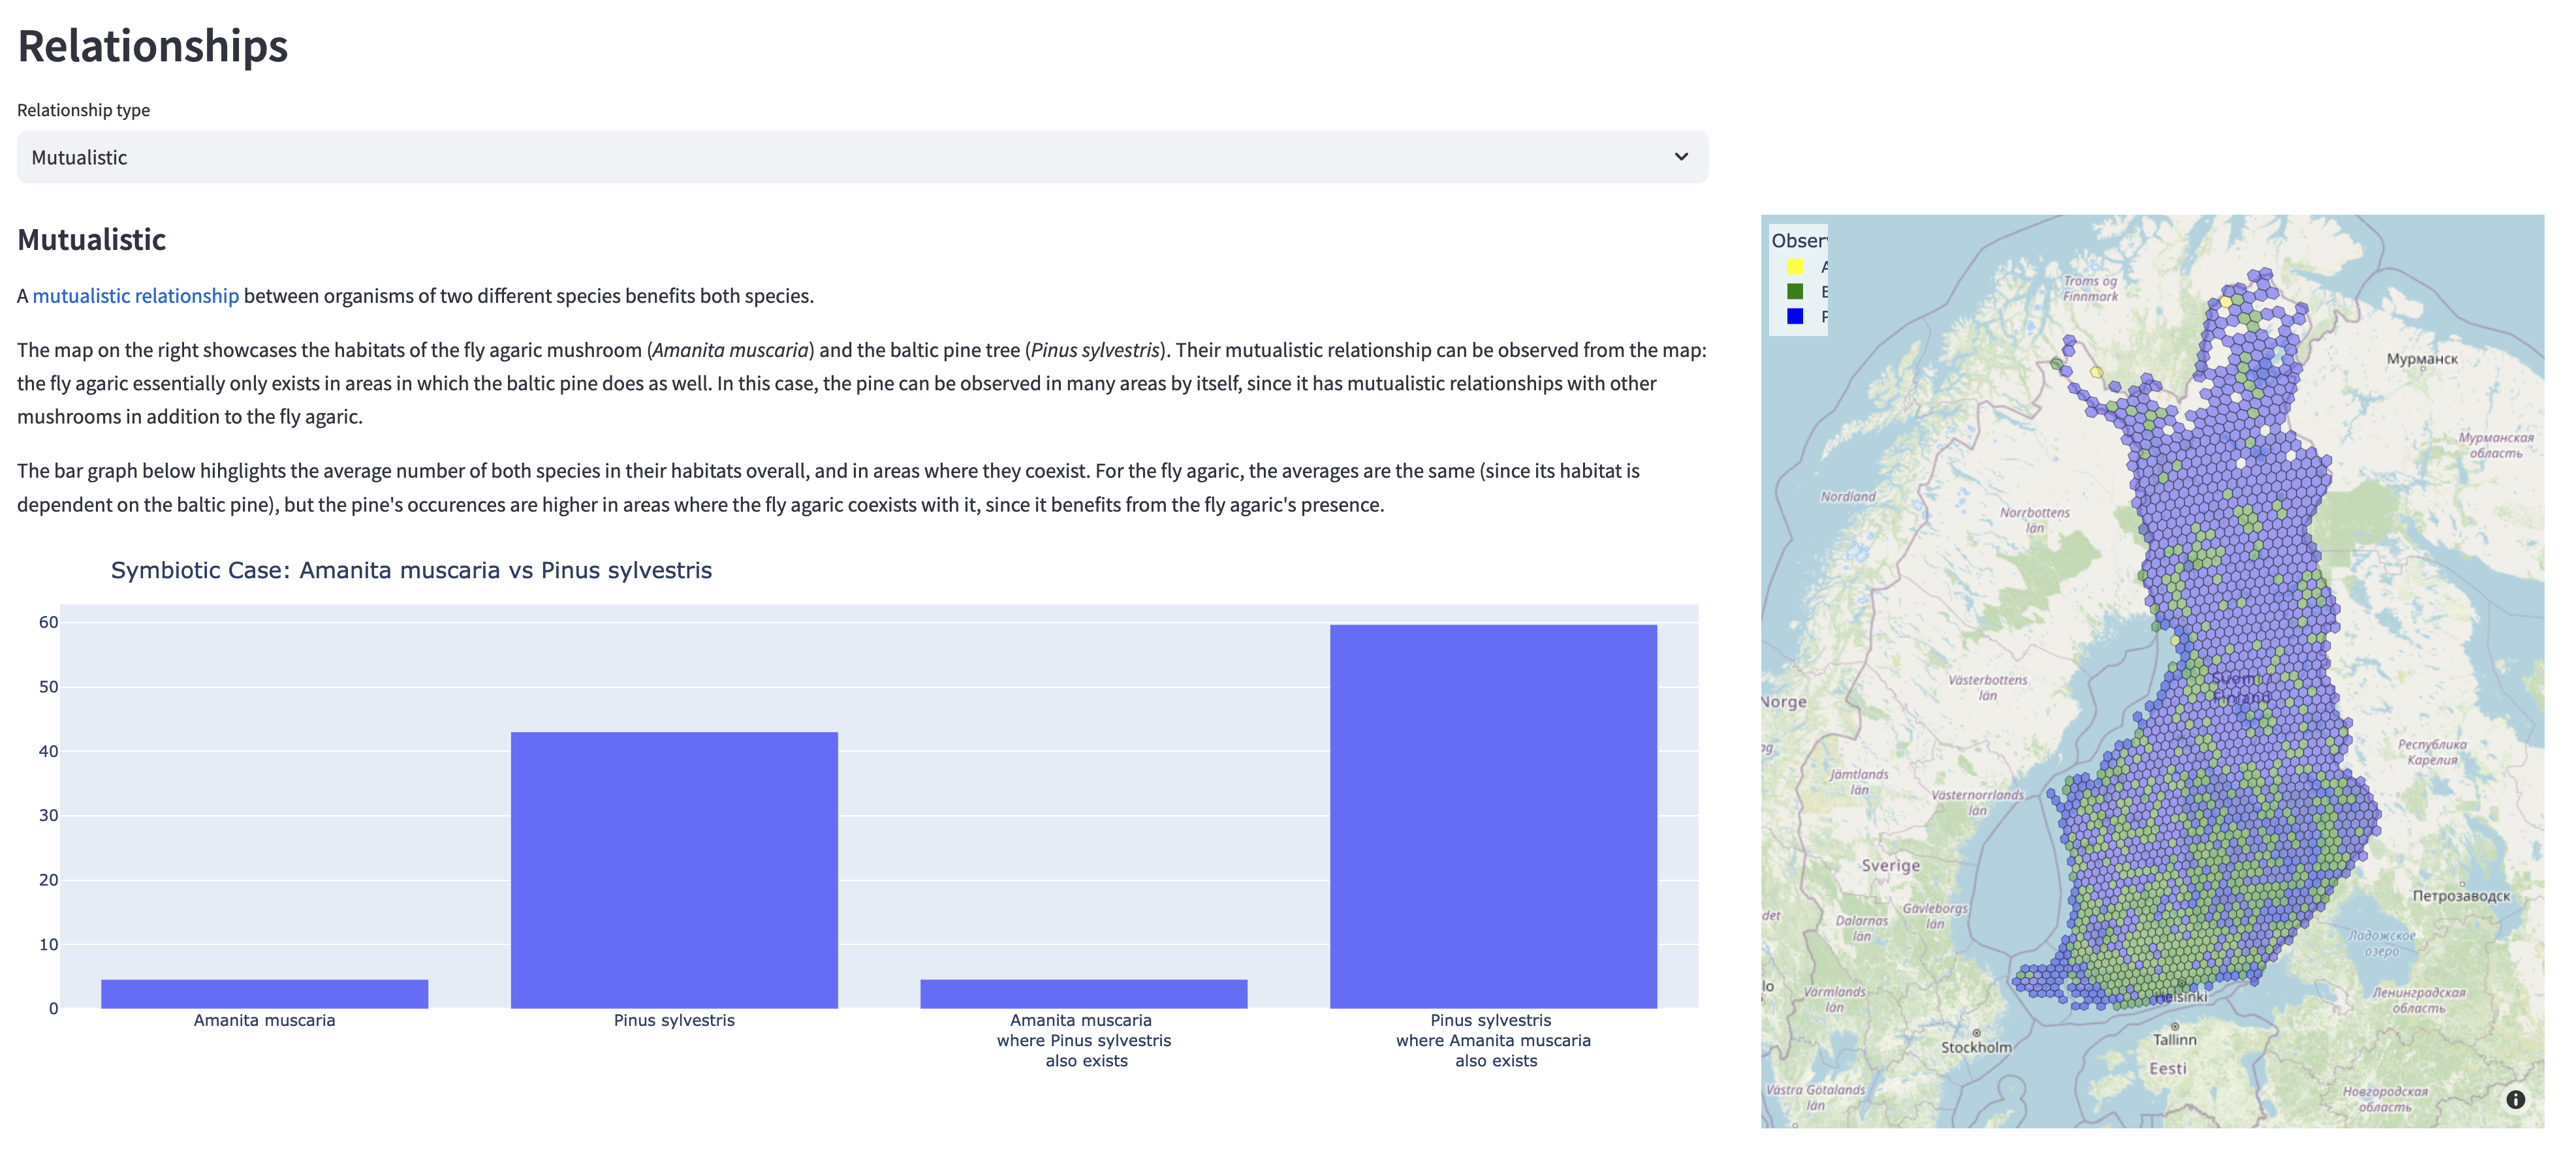 Relationships
Relationship type
Mutualistic
Mutualistic
A mutualistic relationship between organisms of two different species benefits both species.
The map on the right showcases the habitats of the fly agaric mushroom (Amanita muscaria) and the baltic pine tree (Pinus sylvestris). Their mutualistic relationship can be observed from the map:
the fly agaric essentially only exists in areas in which the baltic pine does as well. In this case, the pine can be observed in many areas by itself, since it has mutualistic relationships with other
mushrooms in addition to the fly agaric.
The bar graph below hihglights the average number of both species in their habitats overall, and in areas where they coexist. For the fly agaric, the averages are the same (since its habitat is
dependent on the baltic pine), but the pine's occurences are higher in areas where the fly agaric coexists with it, since it benefits from the fly agaric's presence.
Symbiotic Case: Amanita muscaria vs Pinus sylvestris
60
50
40
30
20
10
0
Amanita muscaria
Pinus sylvestris
Amanita muscaria
where Pinus sylvestris
also exists
Pinus sylvestris
where Amanita muscaria
also exists
Obser
A
Troms og
Finnmark
Мурманск
Мурманская
область
Nordland
Norrbottens
län
Västerbottens
län
Suomi /
Finland
Norge
Республика
Карелия
Jämtlands
län
Västernorrlands
län
Sverige
Петрозаводск
Gävleborgs
län
Dalarnas
län
Ладожское
озеро
Värmlands
län
Helsinki
Ленинградская
область
Stockholm
Tallinn
Eesti
Västra Götalands
län
Новгородская
область